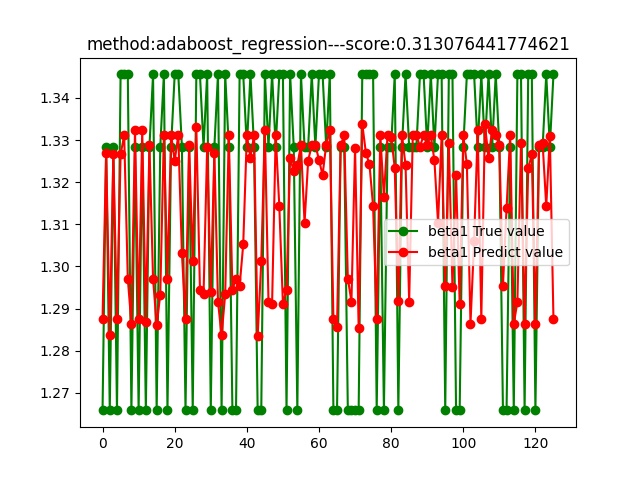 method:adaboost_regression---score:0.313076441774621
1.34
1.33
1.32
1.31
1.30
1.29
1.28
1.27
beta1 True value
beta1 Predict value
0 20 40 60 80 100 120